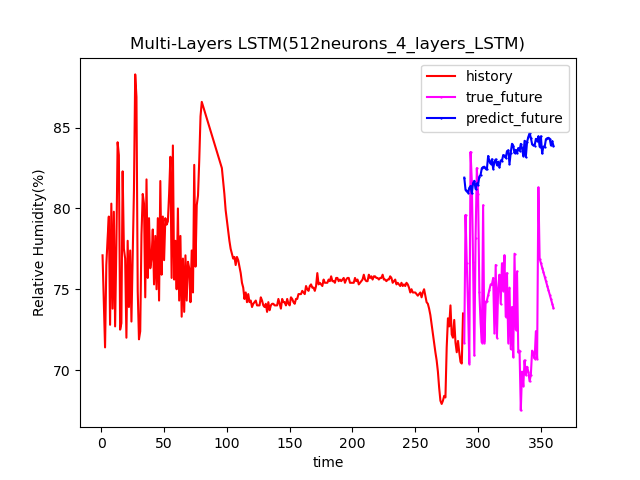 Multi-Layers LSTM(512neurons_4_layers_LSTM)
history
true_future
predict_future
Relative Humidity(%)
85
80
75
70
0
50
100
150
200
250
300
350
time